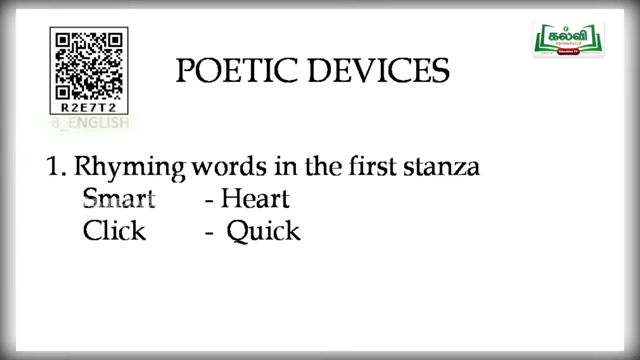 கல்வி
POETIC DEVICES
R2E7T2
8_ENGLISH
1. Rhyming words in the first stanza
Smart - Heart
Click - Quick